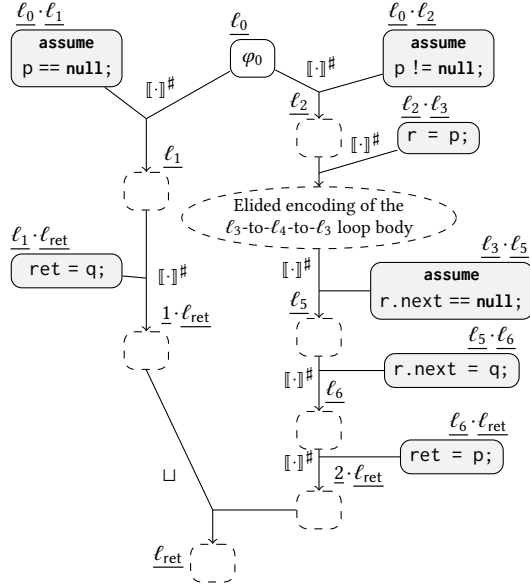 ℓ₀·ℓ₁
assume
p == null;
ℓ₀
φ₀
ℓ₀·ℓ₂
assume
p != null;
⟦·⟧♯
⟦·⟧♯
ℓ₂
ℓ₂·ℓ₃
r = p;
⟦·⟧♯
ℓ₁
Elided encoding of the
ℓ₃-to-ℓ₄-to-ℓ₃ loop body
ℓ₁·ℓret
ret = q;
⟦·⟧♯
⟦·⟧♯
ℓ₃·ℓ₅
assume
r.next == null;
ℓ₅
1·ℓret
ℓ₅·ℓ₆
r.next = q;
⟦·⟧♯
ℓ₆
ℓ₆·ℓret
ret = p;
⟦·⟧♯
2·ℓret
⊔
ℓret